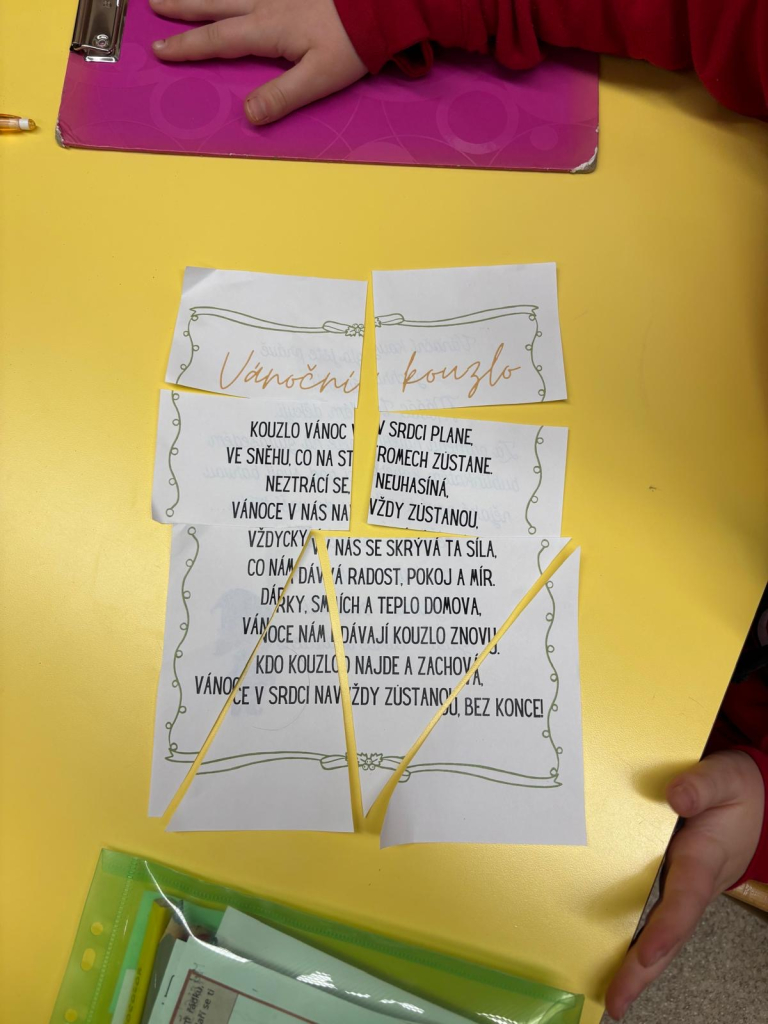 Vánoční kouzlo
KOUZLO VÁNOC V SRDCI PLANE,
VE SNĚHU, CO NA STROMECH ZŮSTANE.
NEZTRÁCÍ SE, NEUHASÍNÁ,
VÁNOCE V NÁS NAVŽDY ZŮSTANOU,
VŽDYCKY V NÁS SE SKRÝVÁ TA SÍLA,
CO NÁM DÁVÁ RADOST, POKOJ A MÍR.
DÁRKY, SMÍCH A TEPLO DOMOVA,
VÁNOCE NÁM DÁVAJÍ KOUZLO ZNOVU.
KDO KOUZLO NAJDE A ZACHOVÁ,
VÁNOCE V SRDCI NAVŽDY ZŮSTANOU, BEZ KONCE!